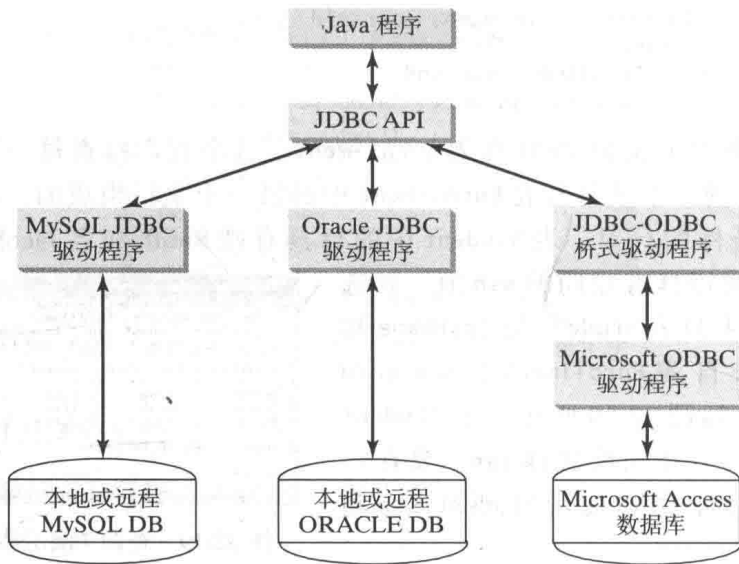 Java 程序
JDBC API
MySQL JDBC
驱动程序
Oracle JDBC
驱动程序
JDBC-ODBC
桥式驱动程序
Microsoft ODBC
驱动程序
本地或远程
MySQL DB
本地或远程
ORACLE DB
Microsoft Access
数据库